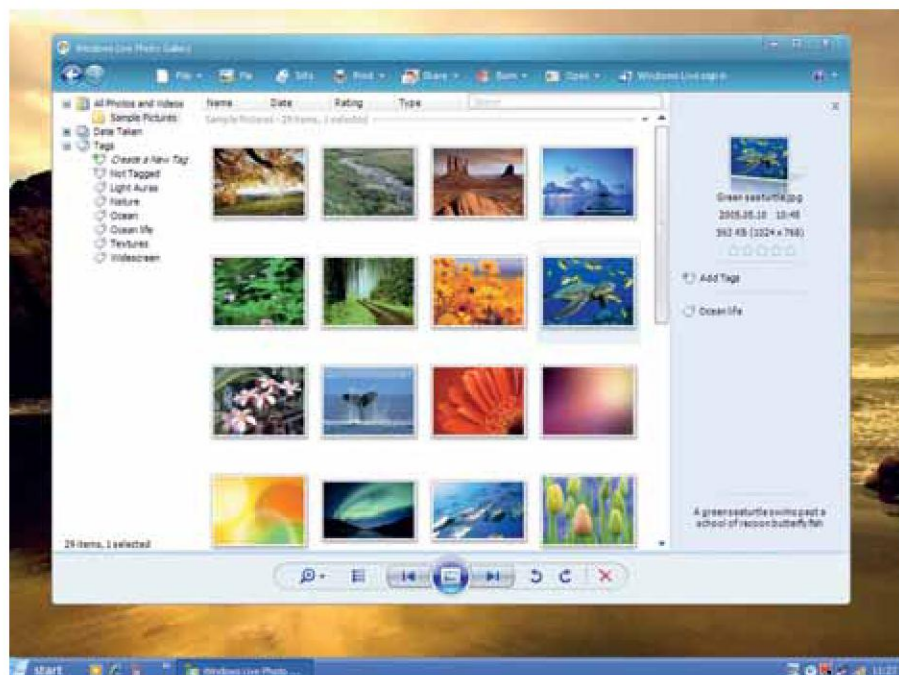 Windows Live Photo Gallery
File Fix Info Print Share Burn Open Windows Live sign in
All Photos and Videos
Sample Pictures
Date Taken
Tags
Create a New Tag
Not Tagged
Light Auras
Nature
Ocean
Ocean life
Textures
Widescreen
Name Date Rating Type
Sample Pictures - 29 items, 1 selected
Green seaturtle.jpg
2005.05.10 10:45
(1024 x 768)
Add Tags
Ocean life
A green seaturtle swims past a
school of racoon butterfly fish
29 items, 1 selected
start
Windows Live Photo ...
11:27